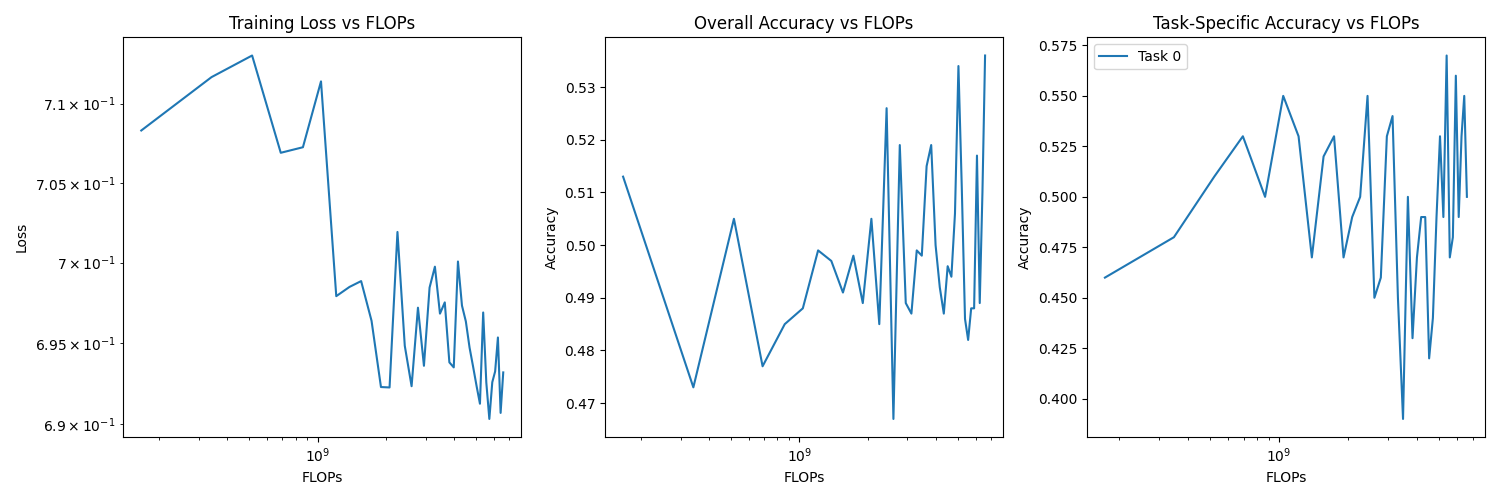 Training Loss vs FLOPs
7.1 × 10⁻¹
7.05 × 10⁻¹
7 × 10⁻¹
6.95 × 10⁻¹
6.9 × 10⁻¹
Loss
10⁹
FLOPs
Overall Accuracy vs FLOPs
0.53
0.52
0.51
0.50
0.49
0.48
0.47
Accuracy
10⁹
FLOPs
Task-Specific Accuracy vs FLOPs
Task 0
0.575
0.550
0.525
0.500
0.475
0.450
0.425
0.400
Accuracy
10⁹
FLOPs